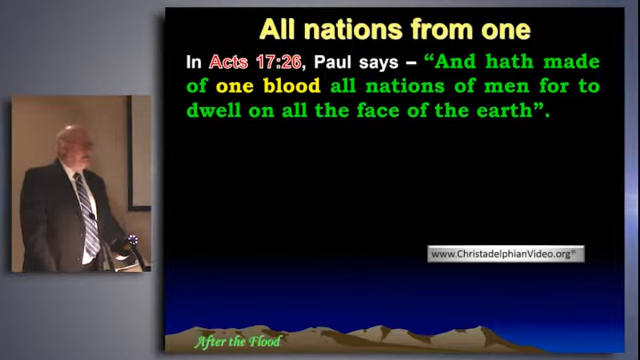 All nations from one
In Acts 17:26, Paul says – “And hath made
of one blood all nations of men for to
dwell on all the face of the earth”.
www.ChristadelphianVideo.org®
After the Flood